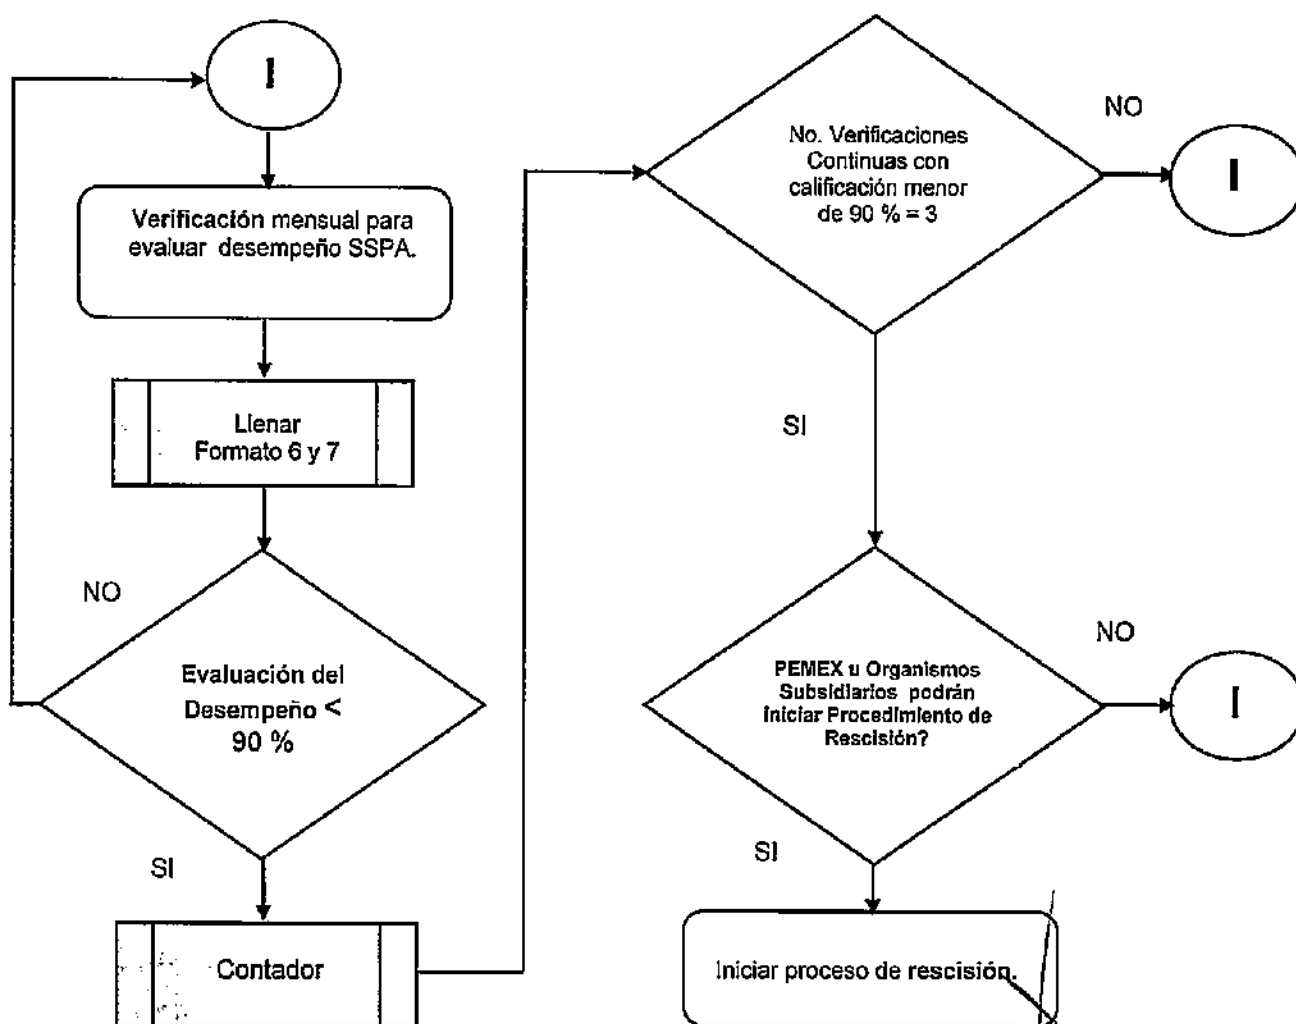 I
Verificación mensual para
evaluar desempeño SSPA.
Llenar
Formato 6 y 7
NO
Evaluación del
Desempeño <
90 %
SI
Contador
No. Verificaciones
Continuas con
calificación menor
de 90 % = 3
NO
I
SI
PEMEX u Organismos
Subsidiarios podrán
iniciar Procedimiento de
Rescisión?
NO
I
SI
Iniciar proceso de rescisión.